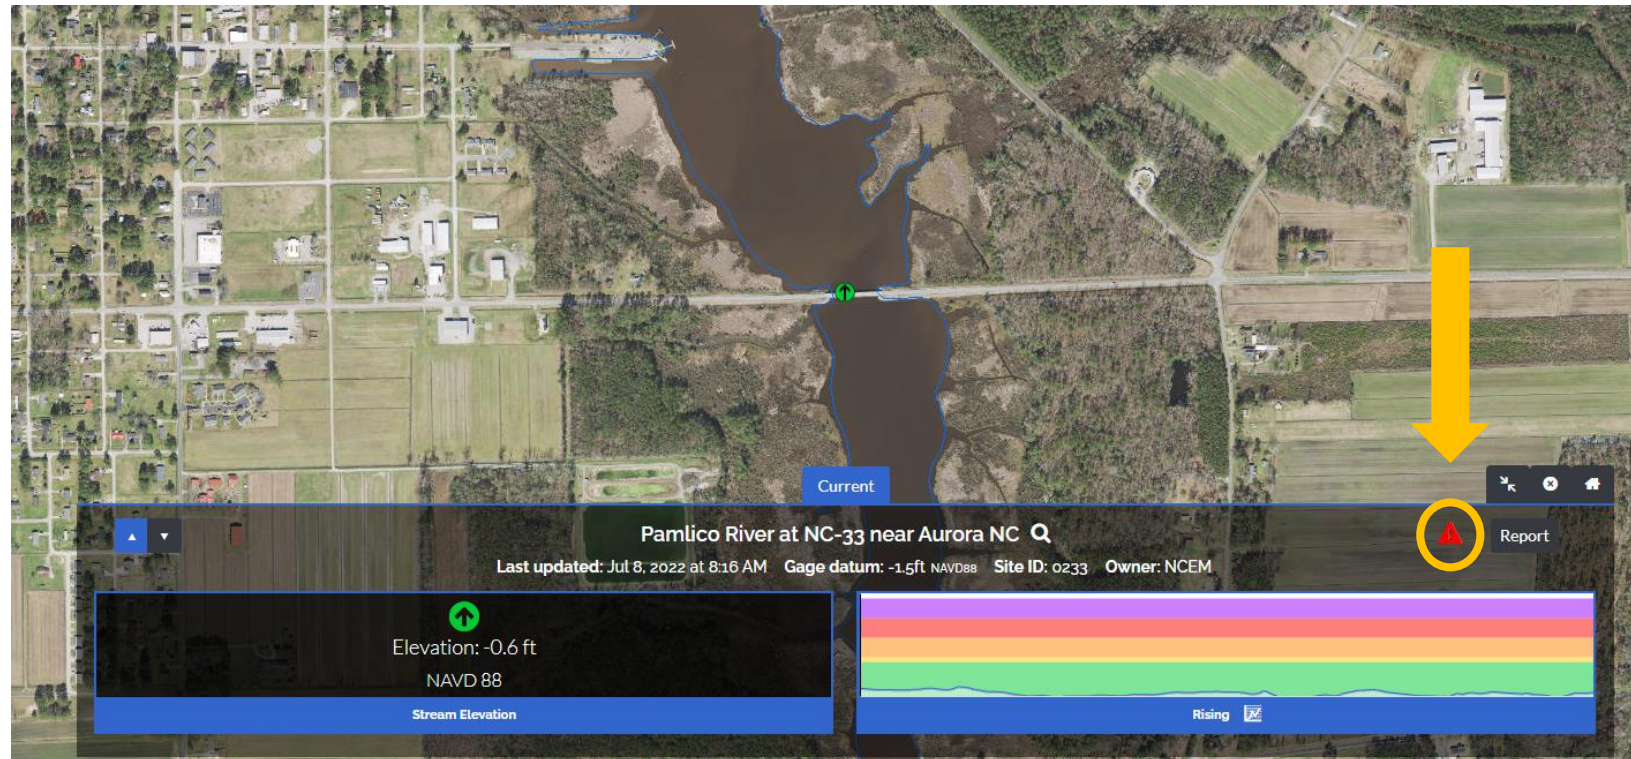 Current
Pamlico River at NC-33 near Aurora NC
Report
Last updated: Jul 8, 2022 at 8:16 AM Gage datum: -1.5ft NAVD88 Site ID: 0233 Owner: NCEM
Elevation: -0.6 ft
NAVD 88
Stream Elevation
Rising